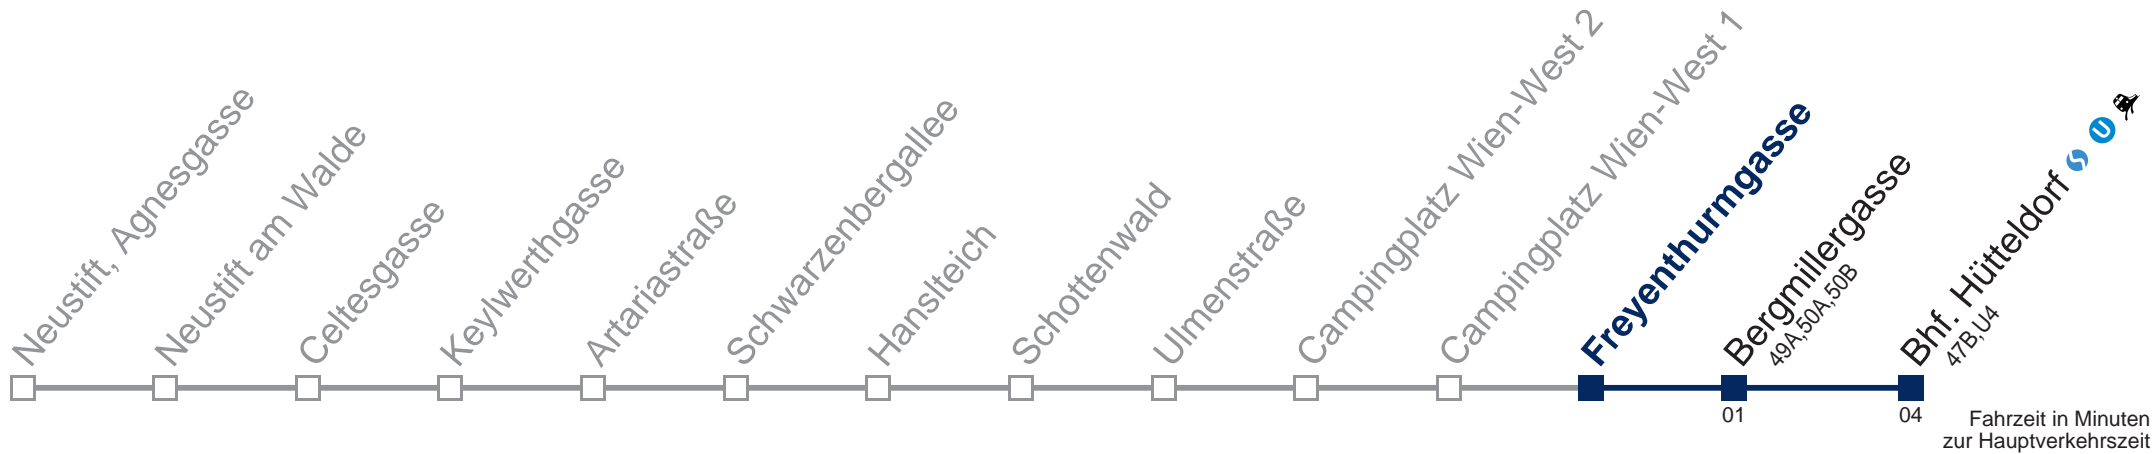 Neustift, Agnesgasse
Neustift am Walde
Celtesgasse
Keylwerthgasse
Artariastraße
Schwarzenbergallee
Hanslteich
Schottenwald
Ulmenstraße
Campingplatz Wien-West 2
Campingplatz Wien-West 1
Freyenthurmgasse
Bergmillergasse
49A,50A,50B
Bhf. Hütteldorf S U
47B,U4
01
04
Fahrzeit in Minuten
zur Hauptverkehrszeit